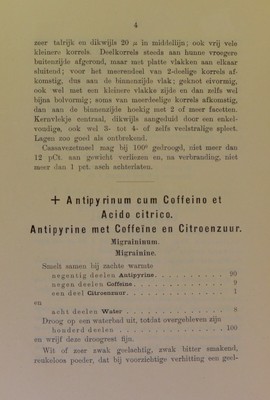 4
zeer talrijk en dikwijls 20 μ in middellijn; ook vrij vele
kleinere korrels. Deelkorrels steeds aan hunne vroegere
buitenzijde afgerond, maar met platte vlakken aan elkaar
sluitend; voor het meerendeel van 2-deelige korrels af-
komstig, dus aan de binnenzijde vlak; geknot eivormig,
ook wel met een kleinere vlakke zijde en dan zelfs wel
bijna bolvormig; soms van meerdeelige korrels afkomstig,
dan aan de binnenzijde hoekig met 2 of meer facetten.
Kernvlekje centraal, dikwijls aangeduid door een enkel-
voudige, ook wel 3- tot 4- of zelfs veelstralige spleet.
Lagen zoo goed als ontbrekend.
Cassavezetmeel mag bij 100° gedroogd, niet meer dan
12 pCt. aan gewicht verliezen en, na verbranding, niet
meer dan 1 pct. asch achterlaten.
+ Antipyrinum cum Coffeino et
Acido citrico.
Antipyrine met Coffeïne en Citroenzuur.
Migraininum.
Migrainine.
Smelt samen bij zachte warmte
negentig deelen Antipyrine. . . . . . . . . . 90
negen deelen Coffeïne . . . . . . . . . . 9
een deel Citroenzuur. . . . . . . . . . 1
en
acht deelen Water . . . . . . . . . . 8
Droog op een waterbad uit, totdat overgebleven zijn
honderd deelen . . . . . . . . . . 100
en wrijf deze droogrest fijn.
Wit of zeer zwak geelachtig, zwak bitter smakend,
reukeloos poeder, dat bij voorzichtige verhitting een geel-